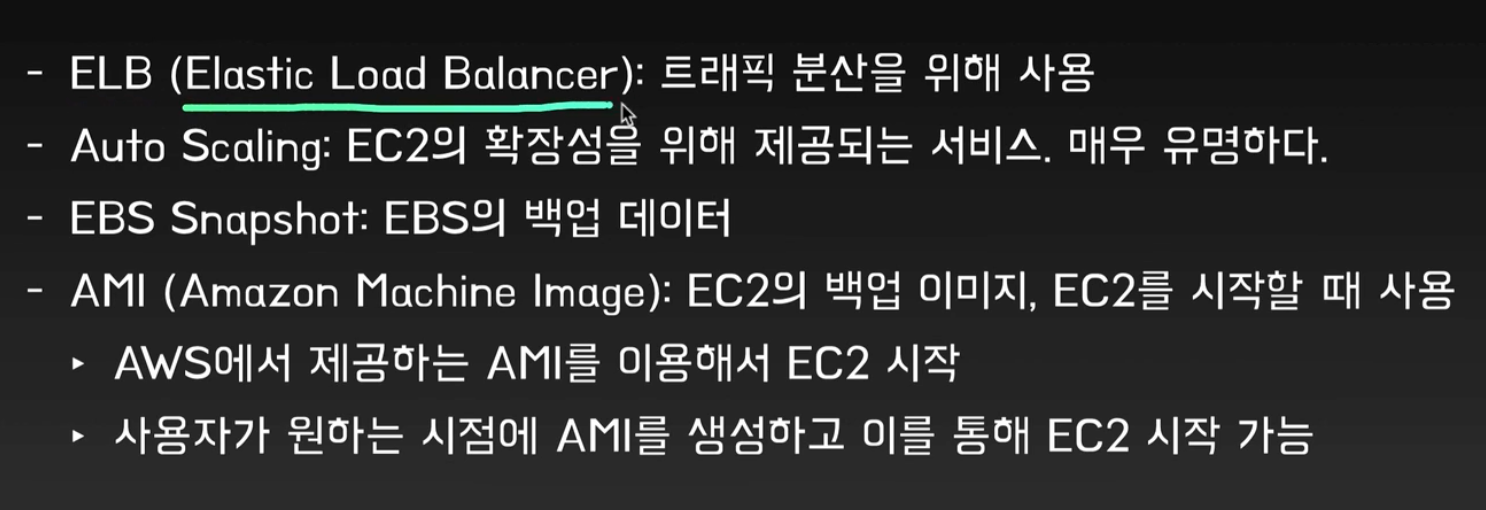 - ELB (Elastic Load Balancer): 트래픽 분산을 위해 사용
- Auto Scaling: EC2의 확장성을 위해 제공되는 서비스. 매우 유명하다.
- EBS Snapshot: EBS의 백업 데이터
- AMI (Amazon Machine Image): EC2의 백업 이미지, EC2를 시작할 때 사용
‣ AWS에서 제공하는 AMI를 이용해서 EC2 시작
‣ 사용자가 원하는 시점에 AMI를 생성하고 이를 통해 EC2 시작 가능